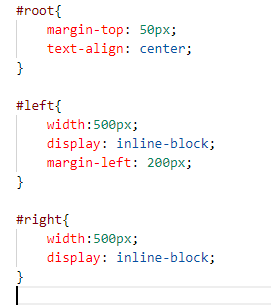 #root{
    margin-top: 50px;
    text-align: center;
}

#left{
    width:500px;
    display: inline-block;
    margin-left: 200px;
}

#right{
    width:500px;
    display: inline-block;
}